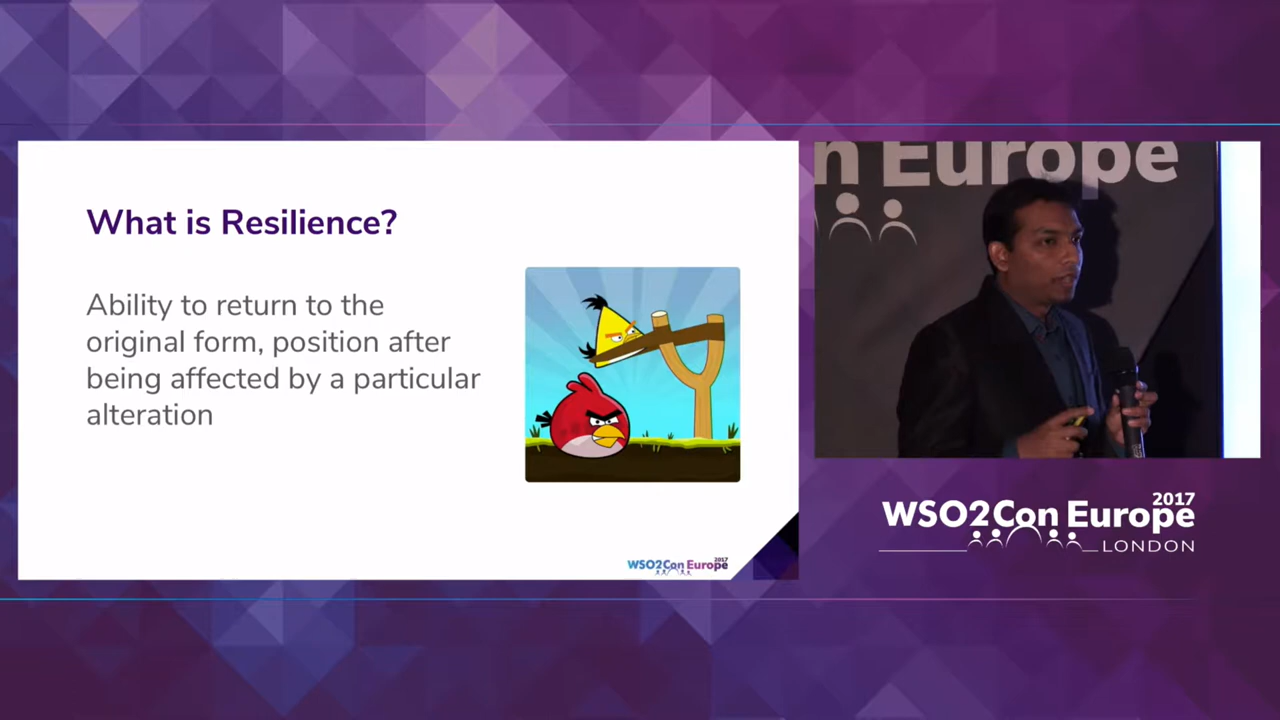 What is Resilience?
Ability to return to the
original form, position after
being affected by a particular
alteration
WSO2Con Europe 2017
n Europe
WSO2Con Europe 2017
LONDON